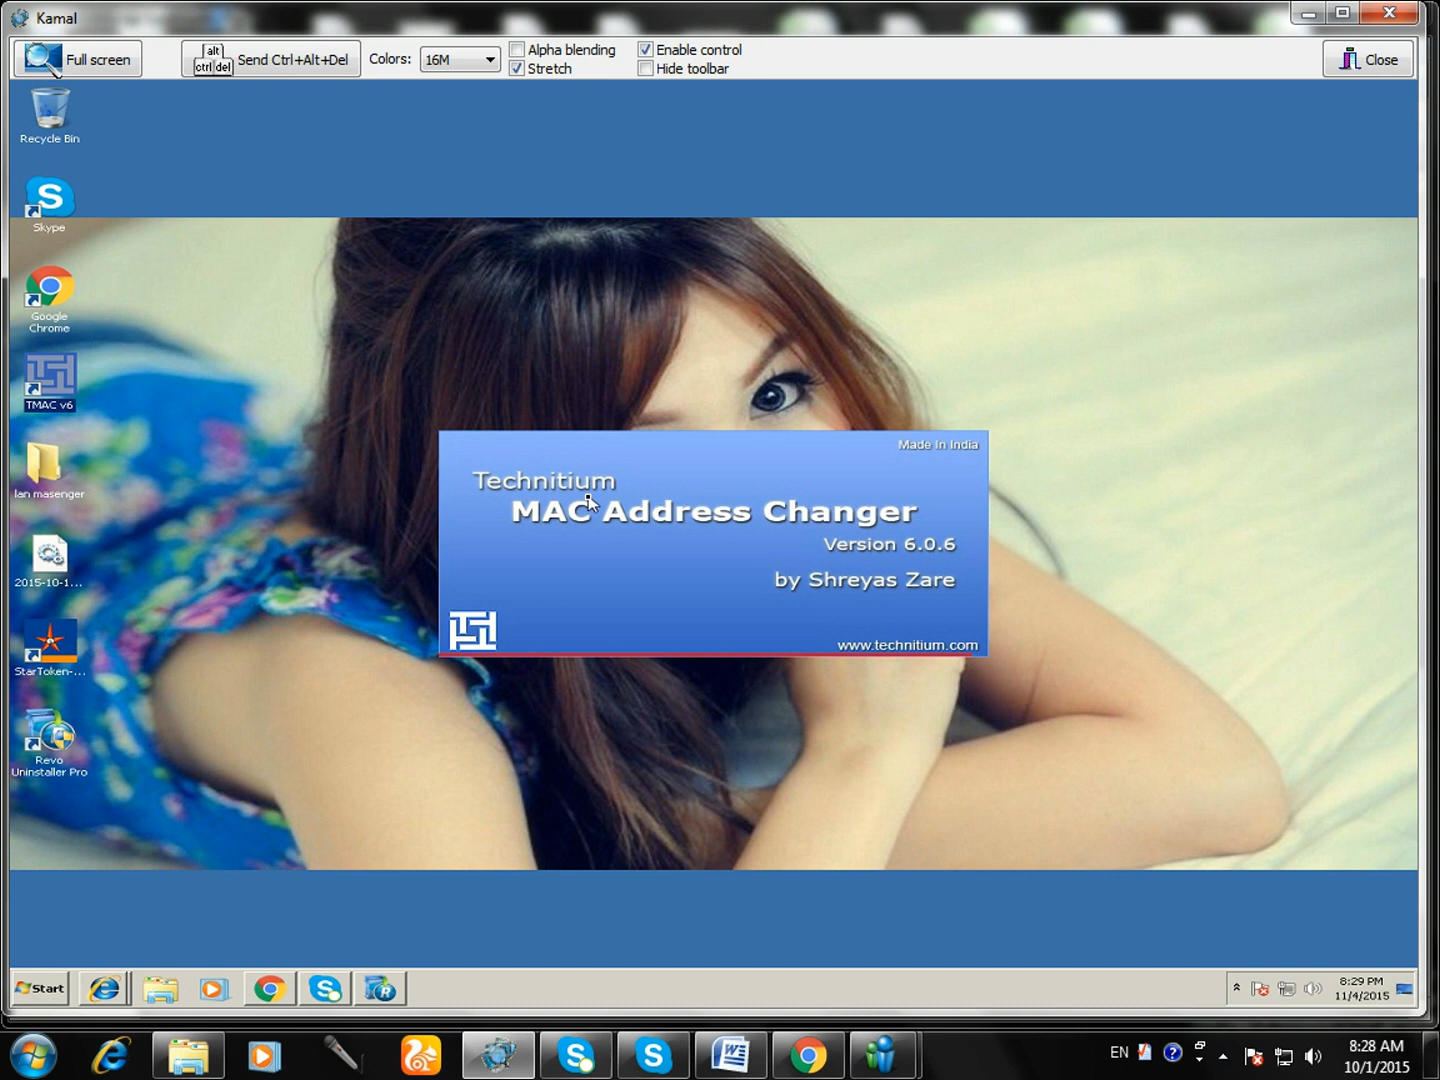 Kamal
Full screen
alt
ctrl del
Send Ctrl+Alt+Del
Colors:
16M
Alpha blending
Stretch
Enable control
Hide toolbar
Close
Recycle Bin
Skype
Google
Chrome
TMAC v6
lan masenger
2015-10-1...
StarToken-...
Revo
Uninstaller Pro
Made In India
Technitium
MAC Address Changer
Version 6.0.6
by Shreyas Zare
www.technitium.com
Start
8:29 PM
11/4/2015
EN
8:28 AM
10/1/2015